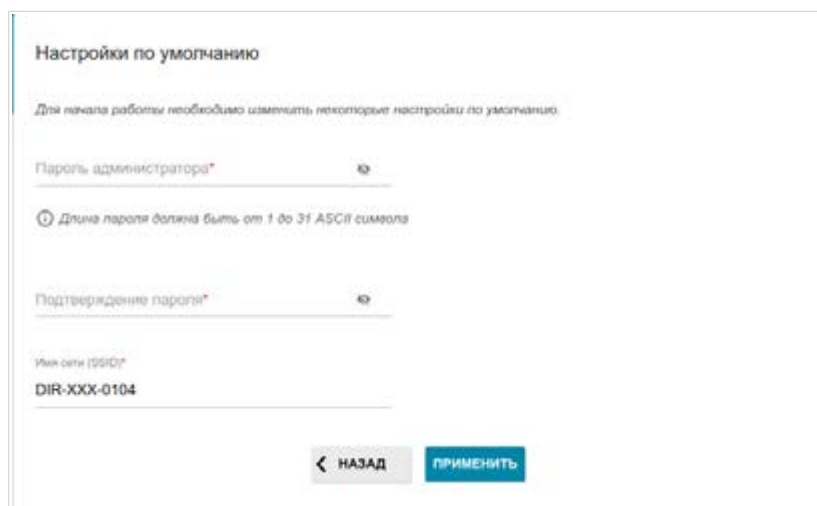 Настройки по умолчанию
Для начала работы необходимо изменить некоторые настройки по умолчанию.
Пароль администратора*
Длина пароля должна быть от 1 до 31 ASCII символа
Подтверждение пароля*
Имя сети (SSID)*
DIR-XXX-0104
НАЗАД
ПРИМЕНИТЬ